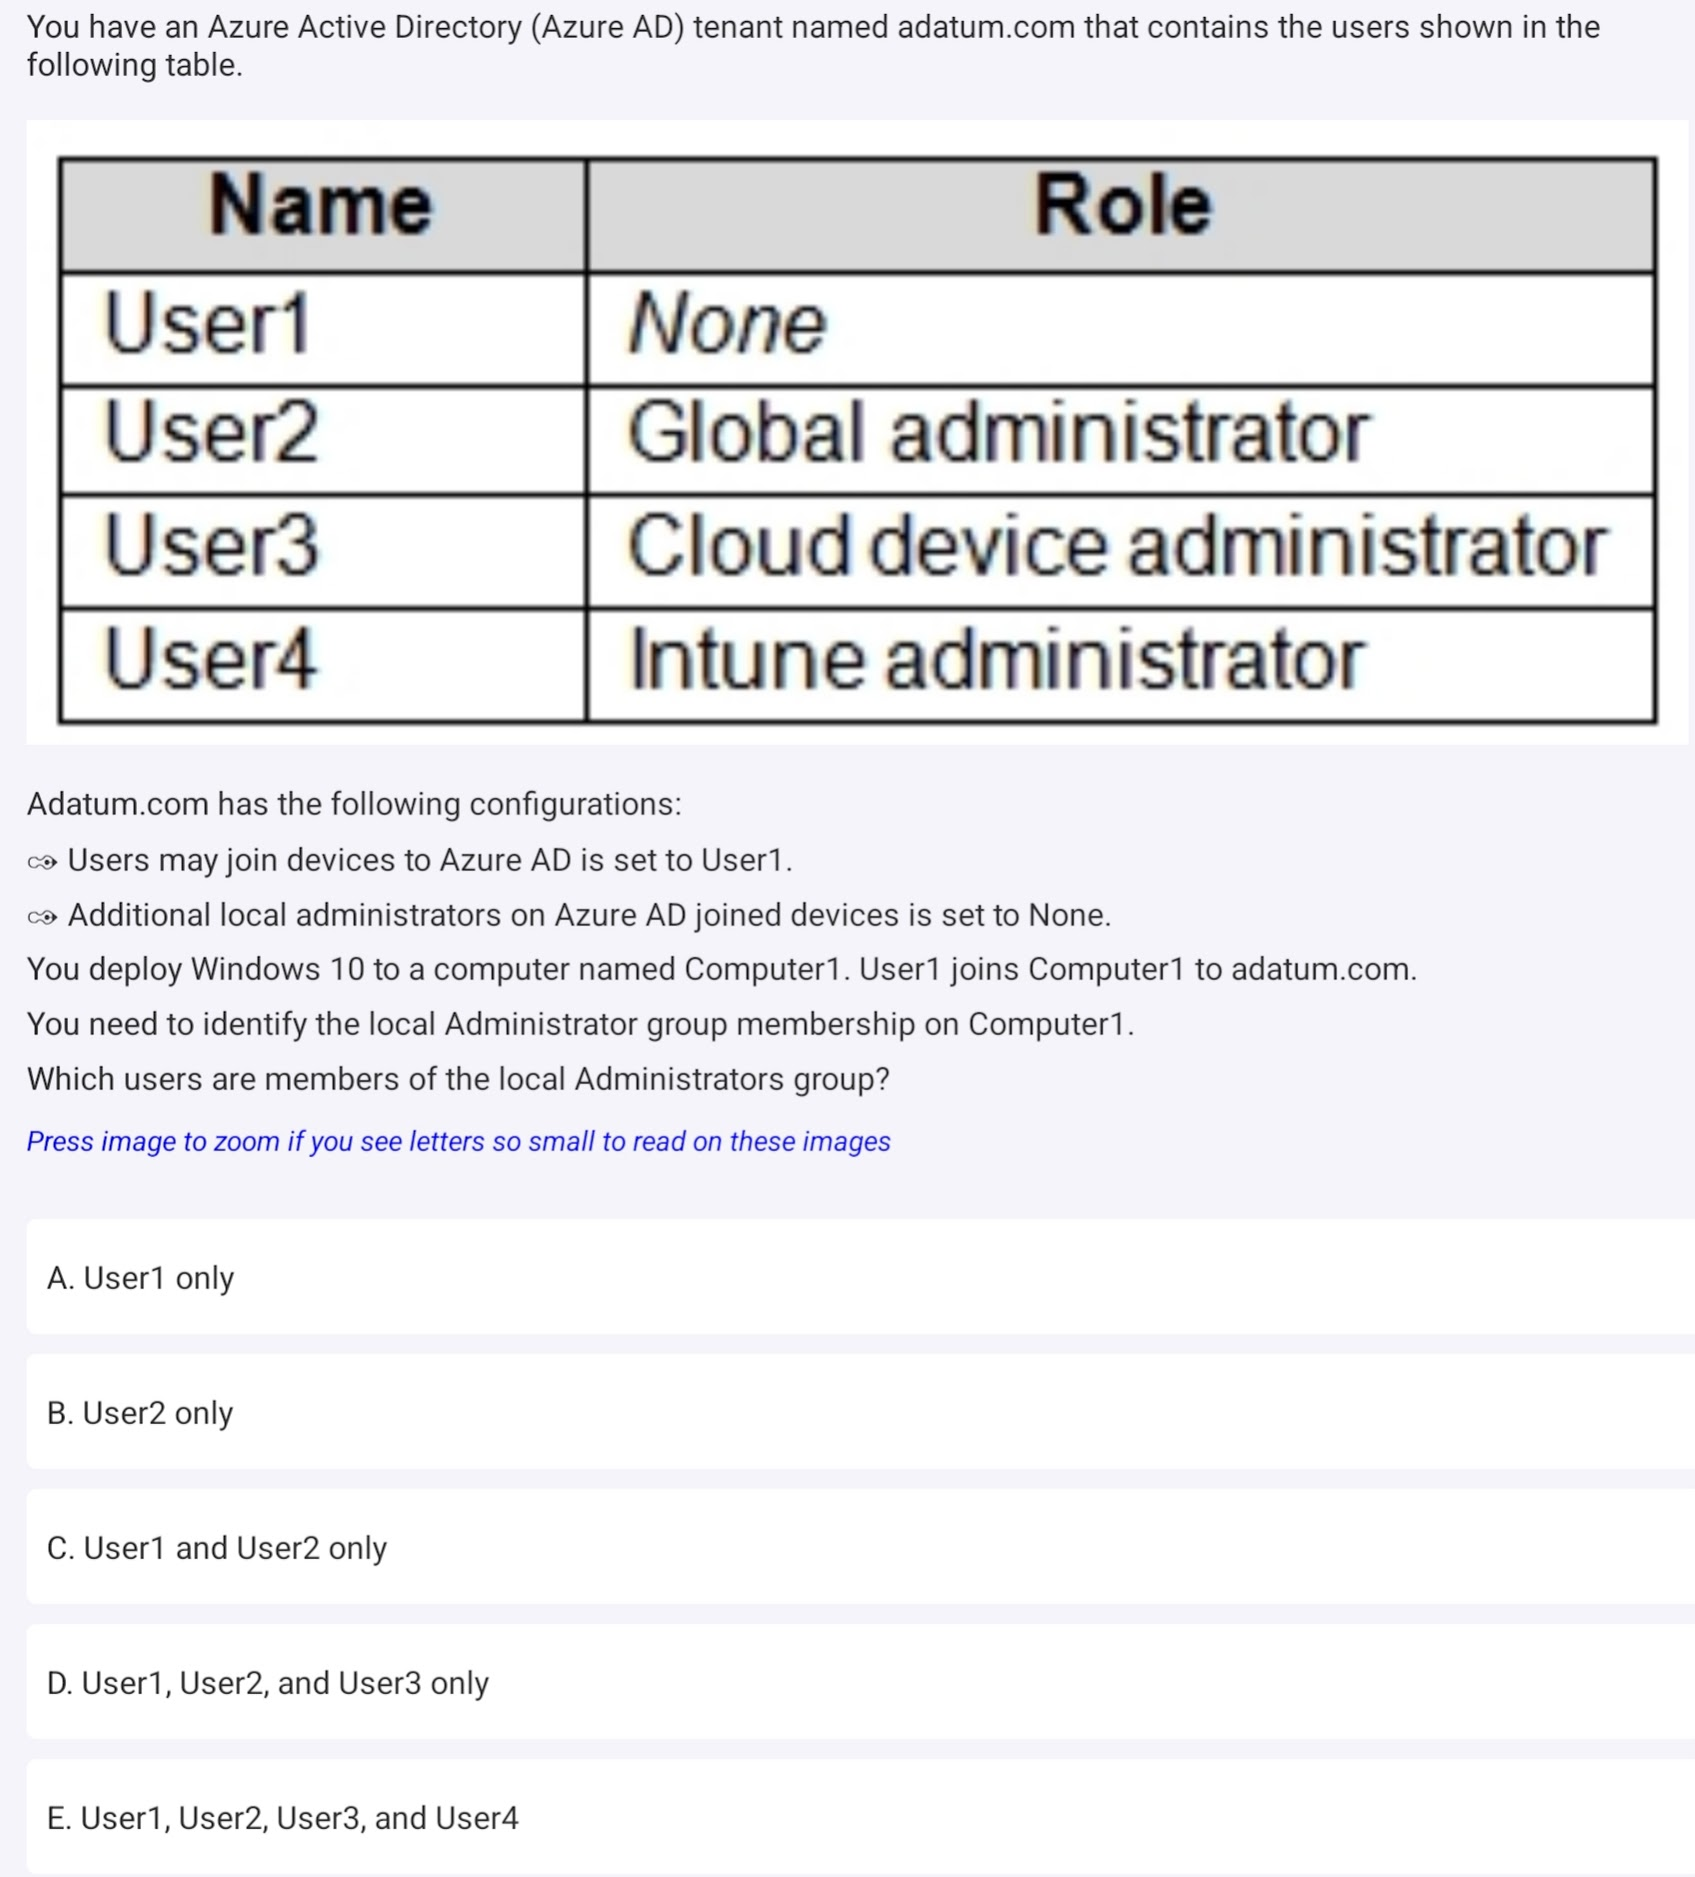 You have an Azure Active Directory (Azure AD) tenant named adatum.com that contains the users shown in the
following table.
Name Role
User1 None
User2 Global administrator
User3 Cloud device administrator
User4 Intune administrator
Adatum.com has the following configurations:
Users may join devices to Azure AD is set to User1.
Additional local administrators on Azure AD joined devices is set to None.
You deploy Windows 10 to a computer named Computer1. User1 joins Computer1 to adatum.com.
You need to identify the local Administrator group membership on Computer1.
Which users are members of the local Administrators group?
Press image to zoom if you see letters so small to read on these images
A. User1 only
B. User2 only
C. User1 and User2 only
D. User1, User2, and User3 only
E. User1, User2, User3, and User4